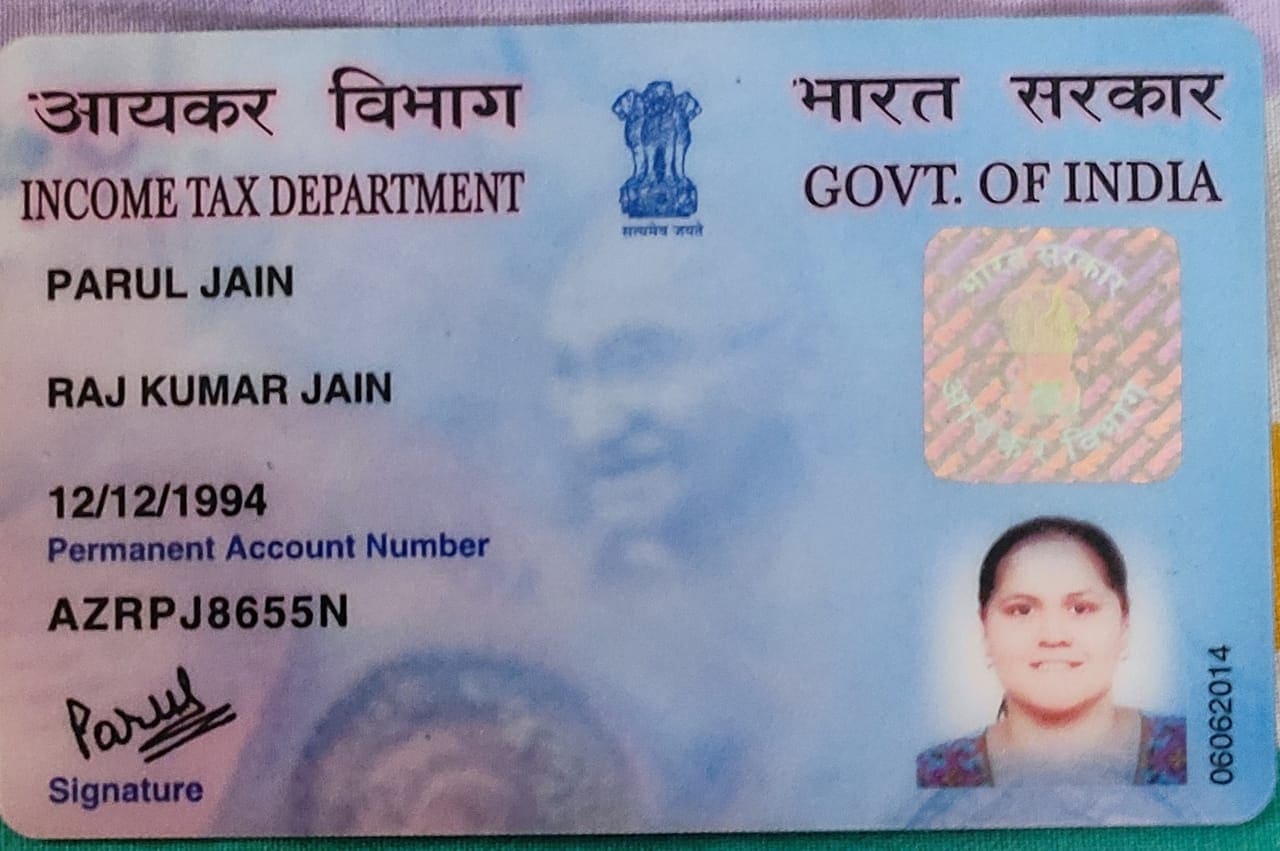 आयकर विभाग
INCOME TAX DEPARTMENT
सत्यमेव जयते
भारत सरकार
GOVT. OF INDIA
PARUL JAIN
RAJ KUMAR JAIN
12/12/1994
Permanent Account Number
AZRPJ8655N
Parul
Signature
भारत सरकार
आयकर विभाग
06062014